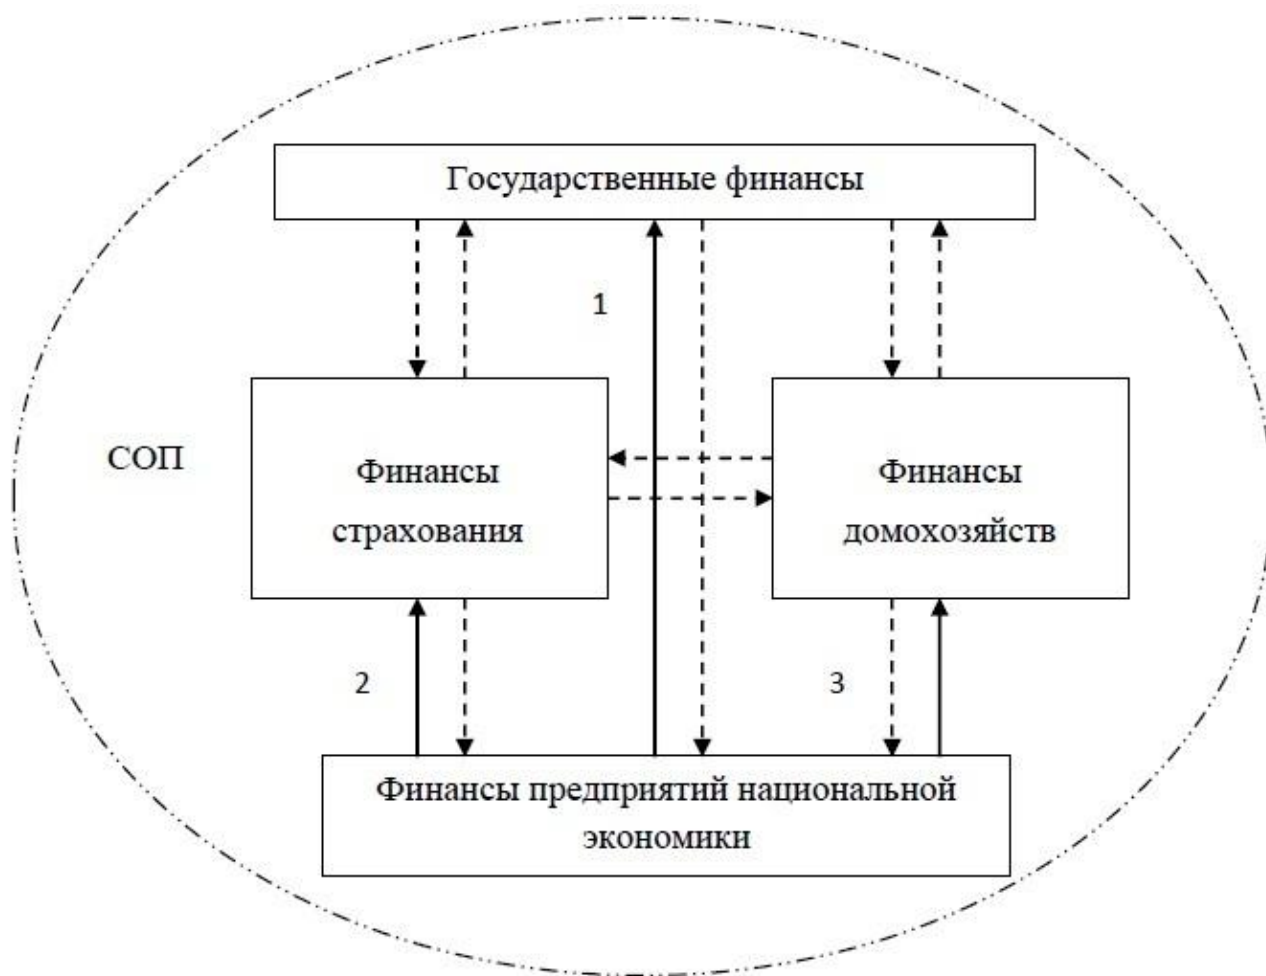 Государственные финансы
1
СОП
Финансы
страхования
Финансы
домохозяйств
2
3
Финансы предприятий национальной
экономики